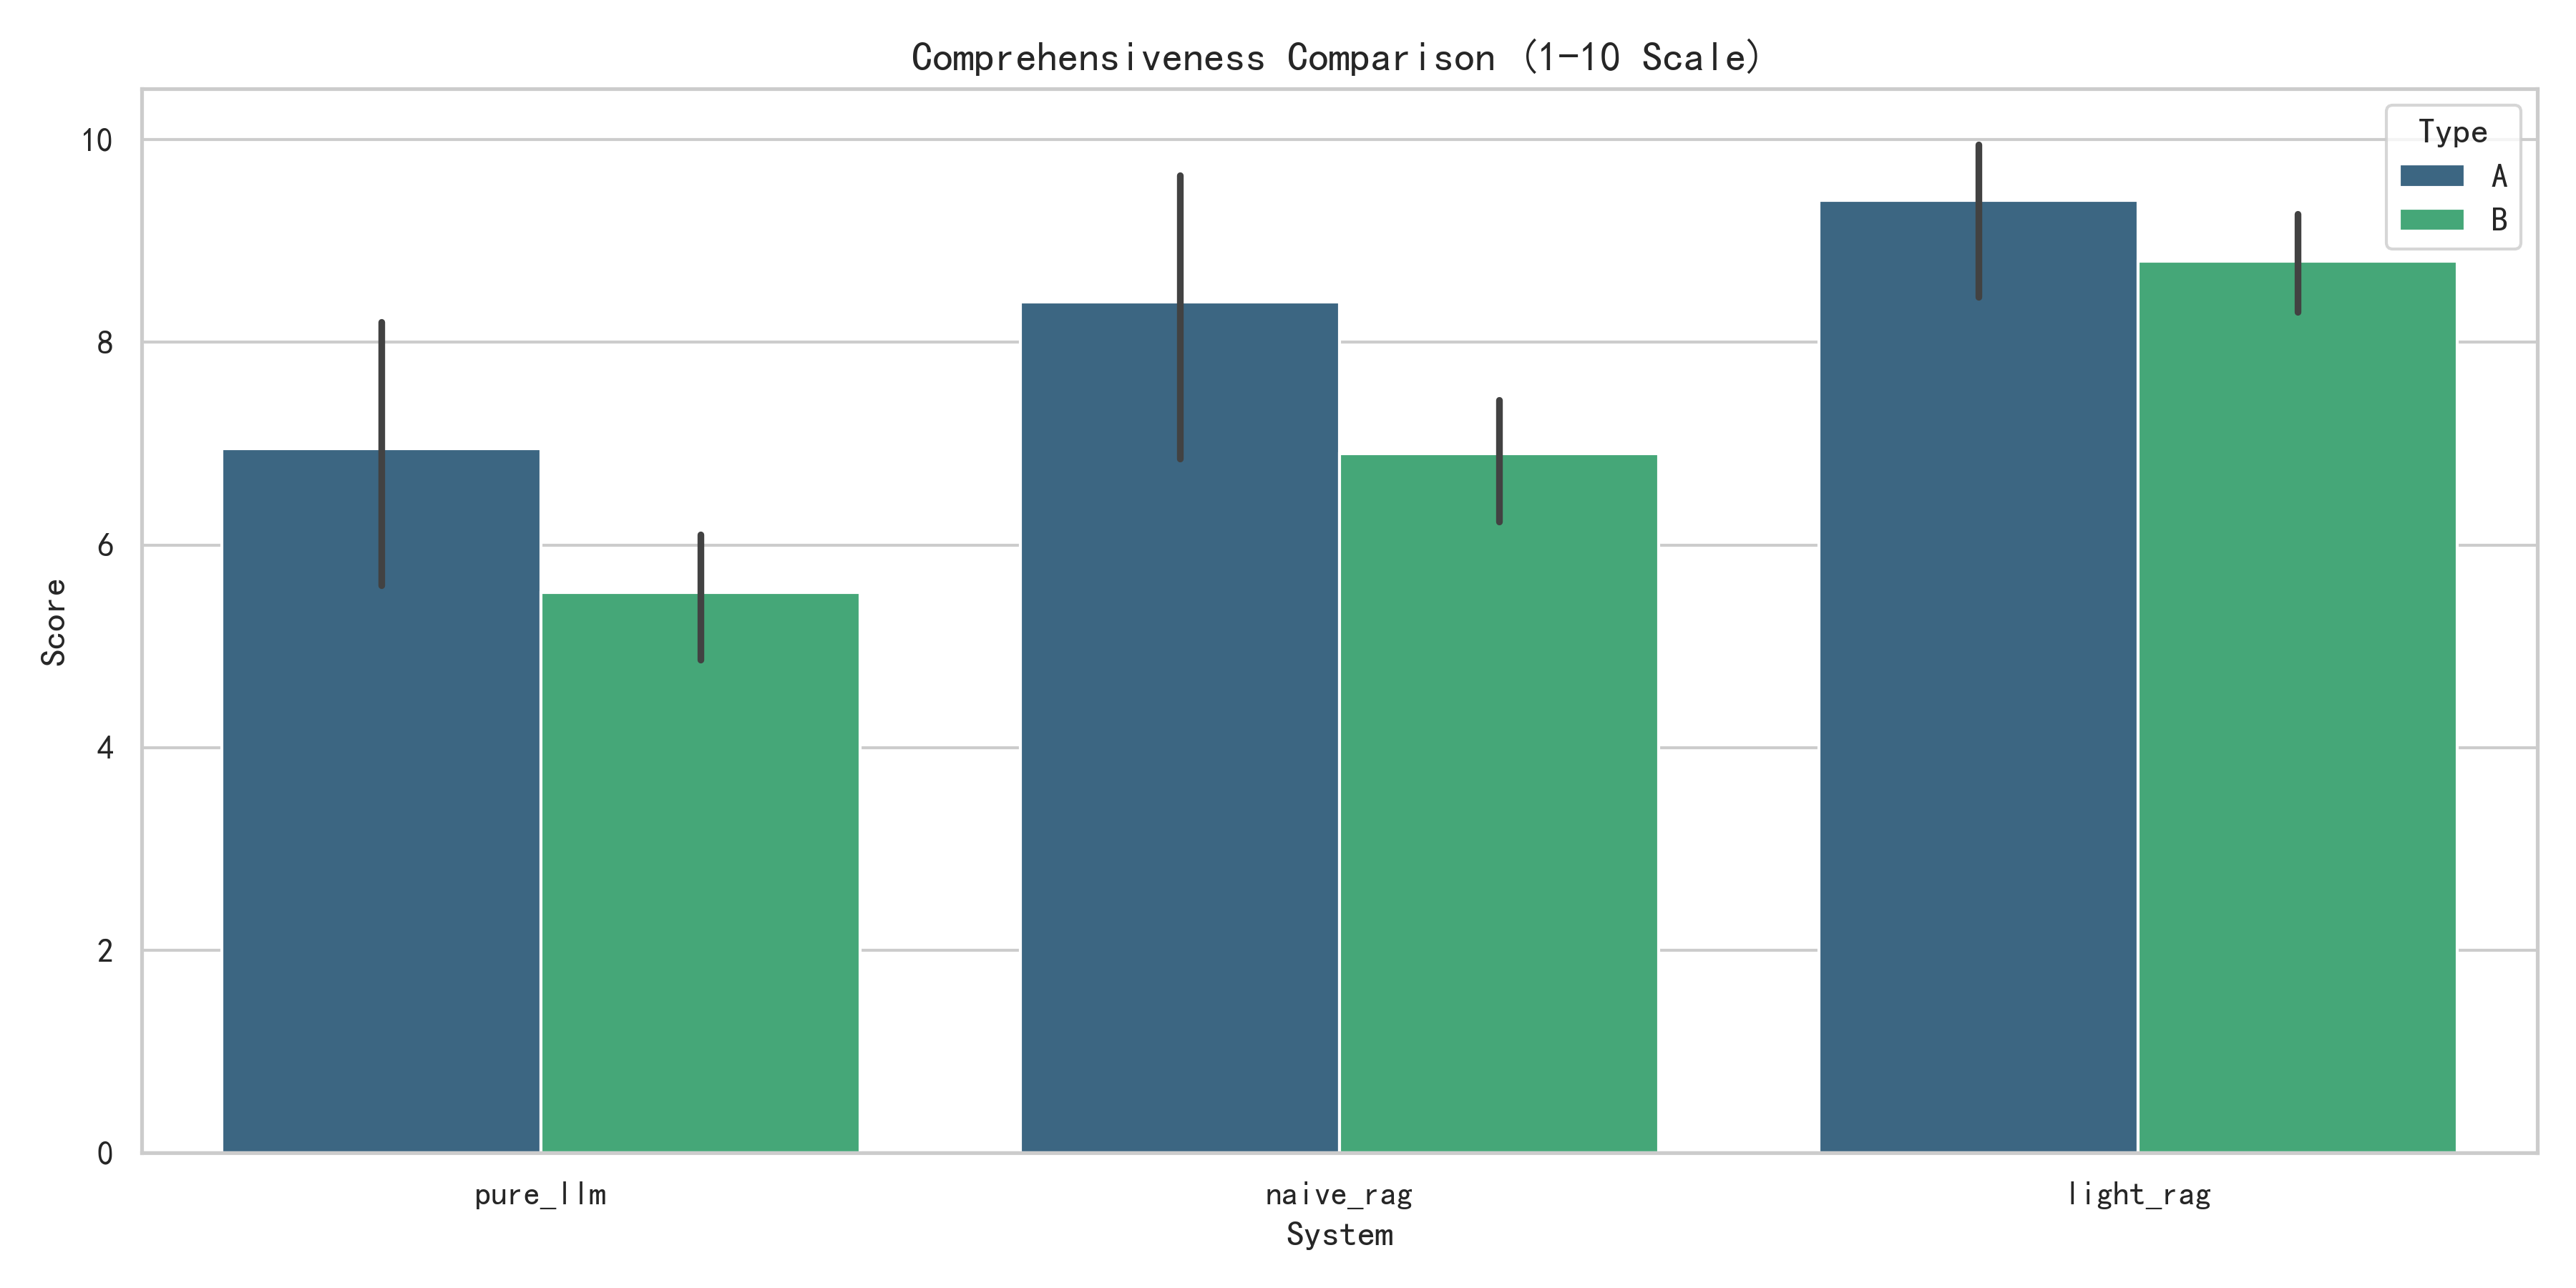 Comprehensiveness Comparison (1-10 Scale)
Type
A
B
10
8
6
4
2
0
Score
pure_llm
naive_rag
light_rag
System